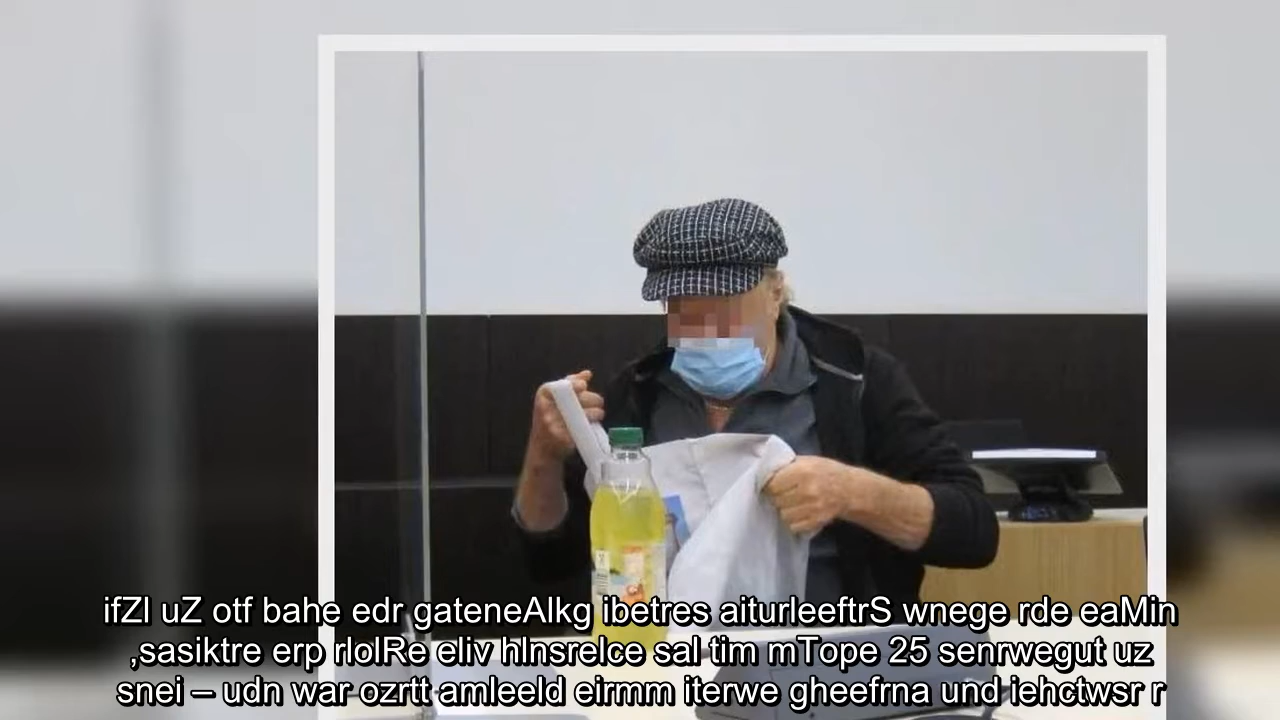 ifZl uZ otf bahe edr gateneAlkg ibetres aiturleeftrS wnege rde eaMin
,sasiktre erp rlolRe eliv hlnsrelce sal tim mTope 25 senrwegut uz
snei – udn war ozrtt amleeld eirmm iterwe gheefrna und iehctwsr r